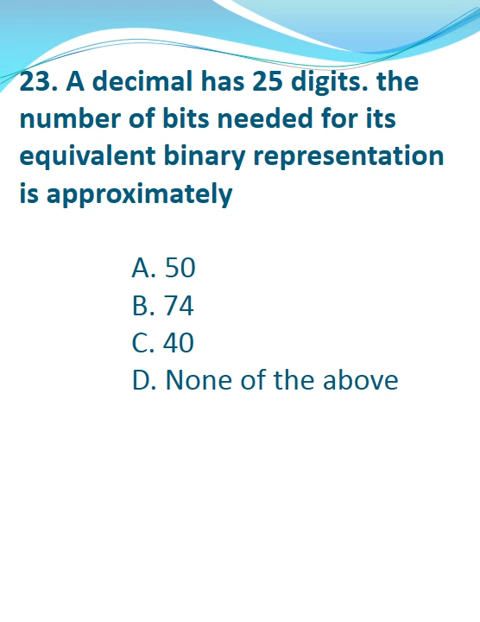 23. A decimal has 25 digits. the
number of bits needed for its
equivalent binary representation
is approximately
A. 50
B. 74
C. 40
D. None of the above